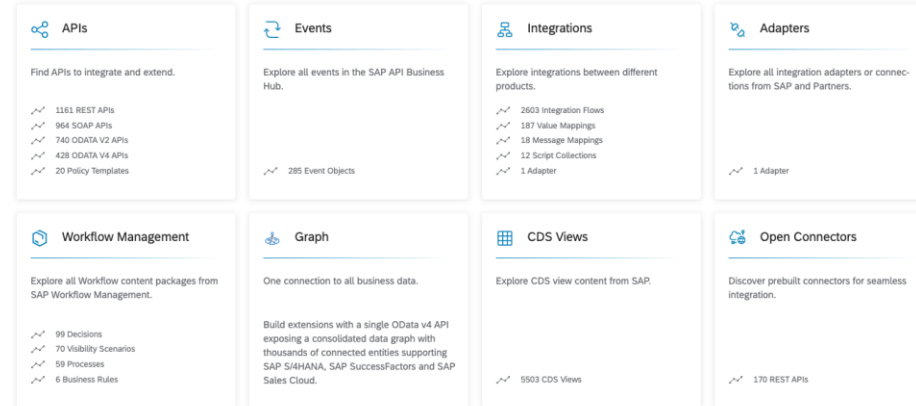 APIs
Find APIs to integrate and extend.
1161 REST APIs
964 SOAP APIs
740 ODATA V2 APIs
428 ODATA V4 APIs
20 Policy Templates
Events
Explore all events in the SAP API Business
Hub.
285 Event Objects
Integrations
Explore integrations between different
products.
2603 Integration Flows
187 Value Mappings
18 Message Mappings
12 Script Collections
1 Adapter
Adapters
Explore all integration adapters or connec-
tions from SAP and Partners.
1 Adapter
Workflow Management
Explore all Workflow content packages from
SAP Workflow Management.
99 Decisions
70 Visibility Scenarios
59 Processes
6 Business Rules
Graph
One connection to all business data.
Build extensions with a single OData v4 API
exposing a consolidated data graph with
thousands of connected entities supporting
SAP S/4HANA, SAP SuccessFactors and SAP
Sales Cloud.
CDS Views
Explore CDS view content from SAP.
5503 CDS Views
Open Connectors
Discover prebuilt connectors for seamless
integration.
170 REST APIs